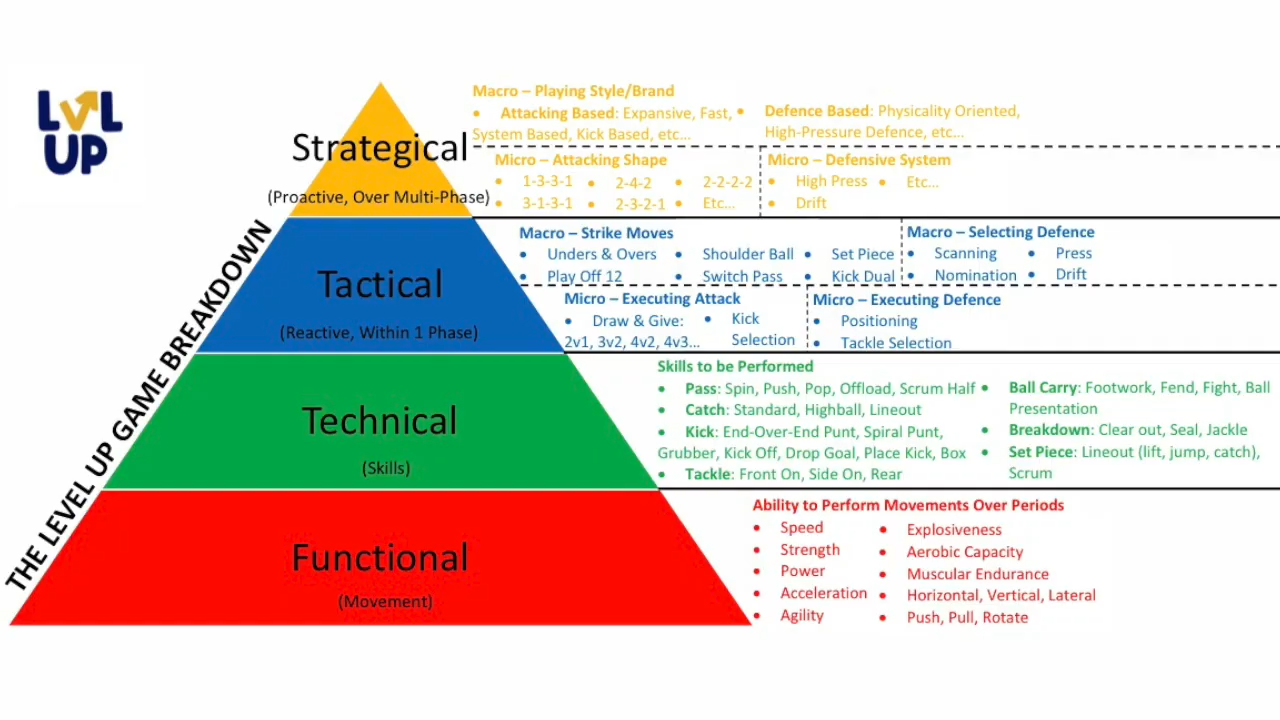 LVL
UP
THE LEVEL UP GAME BREAKDOWN
Strategical
(Proactive, Over Multi-Phase)
Macro – Playing Style/Brand
• Attacking Based: Expansive, Fast,
System Based, Kick Based, etc...
• Defence Based: Physicality Oriented,
High-Pressure Defence, etc...
Micro – Attacking Shape
• 1-3-3-1 • 2-4-2 • 2-2-2-2
• 3-1-3-1 • 2-3-2-1 • Etc...
Micro – Defensive System
• High Press • Etc...
• Drift
Tactical
(Reactive, Within 1 Phase)
Macro – Strike Moves
• Unders & Overs • Shoulder Ball • Set Piece
• Play Off 12 • Switch Pass • Kick Dual
Macro – Selecting Defence
• Scanning • Press
• Nomination • Drift
Micro – Executing Attack
• Draw & Give:
2v1, 3v2, 4v2, 4v3...
• Kick
Selection
Micro – Executing Defence
• Positioning
• Tackle Selection
Technical
(Skills)
Skills to be Performed
• Pass: Spin, Push, Pop, Offload, Scrum Half
• Catch: Standard, Highball, Lineout
• Kick: End-Over-End Punt, Spiral Punt,
Grubber, Kick Off, Drop Goal, Place Kick, Box
• Tackle: Front On, Side On, Rear
• Ball Carry: Footwork, Fend, Fight, Ball
Presentation
• Breakdown: Clear out, Seal, Jackle
• Set Piece: Lineout (lift, jump, catch),
Scrum
Functional
(Movement)
Ability to Perform Movements Over Periods
• Speed
• Strength
• Power
• Acceleration
• Agility
• Explosiveness
• Aerobic Capacity
• Muscular Endurance
• Horizontal, Vertical, Lateral
• Push, Pull, Rotate